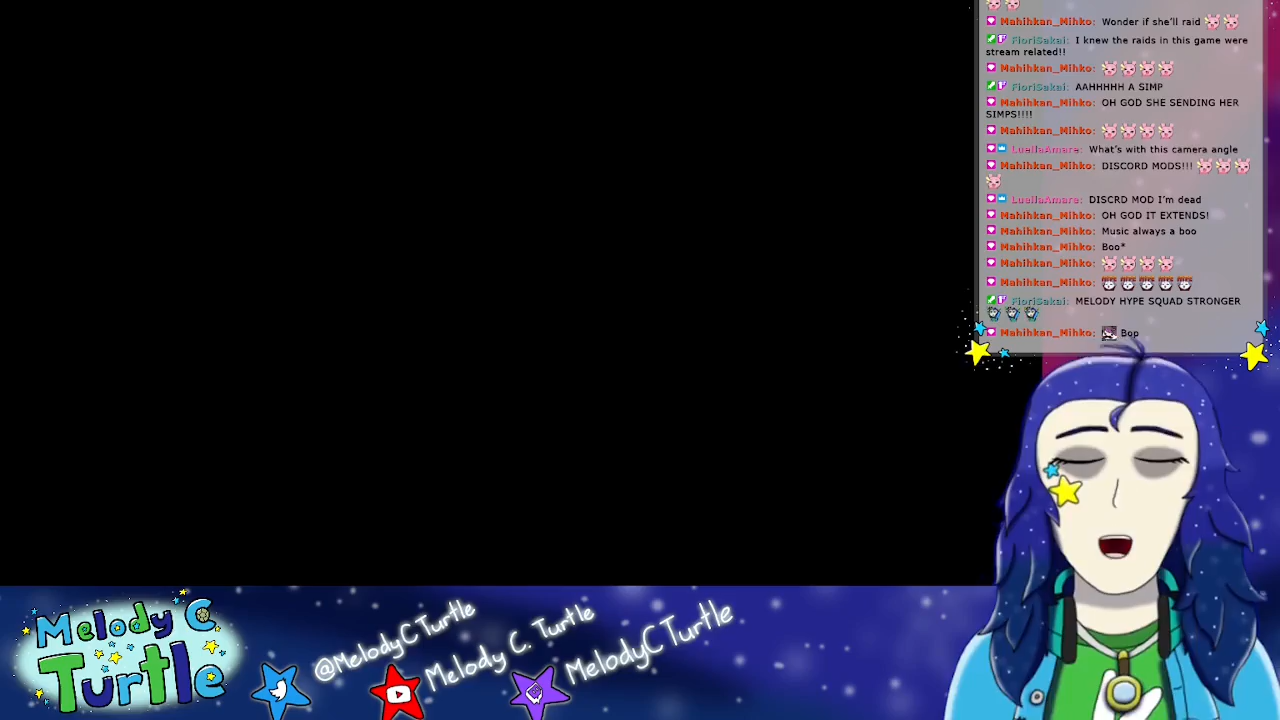 Mahihkan_Mihko: Wonder if she'll raid
FioriSakai: I knew the raids in this game were
stream related!!
Mahihkan_Mihko:
FioriSakai: AAHHHHH A SIMP
Mahihkan_Mihko: OH GOD SHE SENDING HER
SIMPS!!!!
Mahihkan_Mihko:
LuellaAmare: What's with this camera angle
Mahihkan_Mihko: DISCORD MODS!!!
LuellaAmare: DISCRD MOD I'm dead
Mahihkan_Mihko: OH GOD IT EXTENDS!
Mahihkan_Mihko: Music always a boo
Mahihkan_Mihko: Boo*
Mahihkan_Mihko:
Mahihkan_Mihko:
FioriSakai: MELODY HYPE SQUAD STRONGER
Mahihkan_Mihko: Bop
Melody C
Turtle
@MelodyCTurtle
Melody C. Turtle
MelodyCTurtle